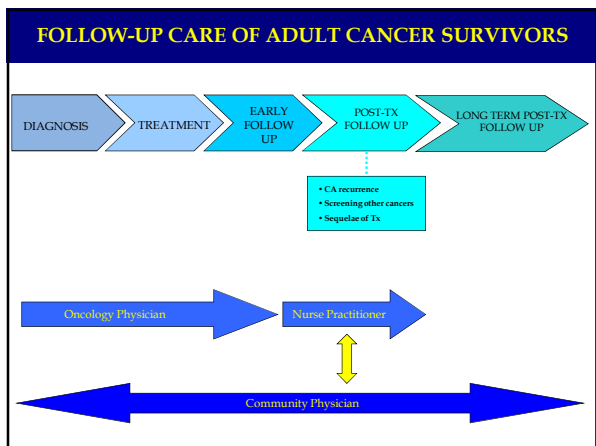 FOLLOW-UP CARE OF ADULT CANCER SURVIVORS
DIAGNOSIS
TREATMENT
EARLY
FOLLOW
UP
POST-TX
FOLLOW UP
LONG TERM POST-TX
FOLLOW UP
• CA recurrence
• Screening other cancers
• Sequelae of Tx
Oncology Physician
Nurse Practitioner
Community Physician